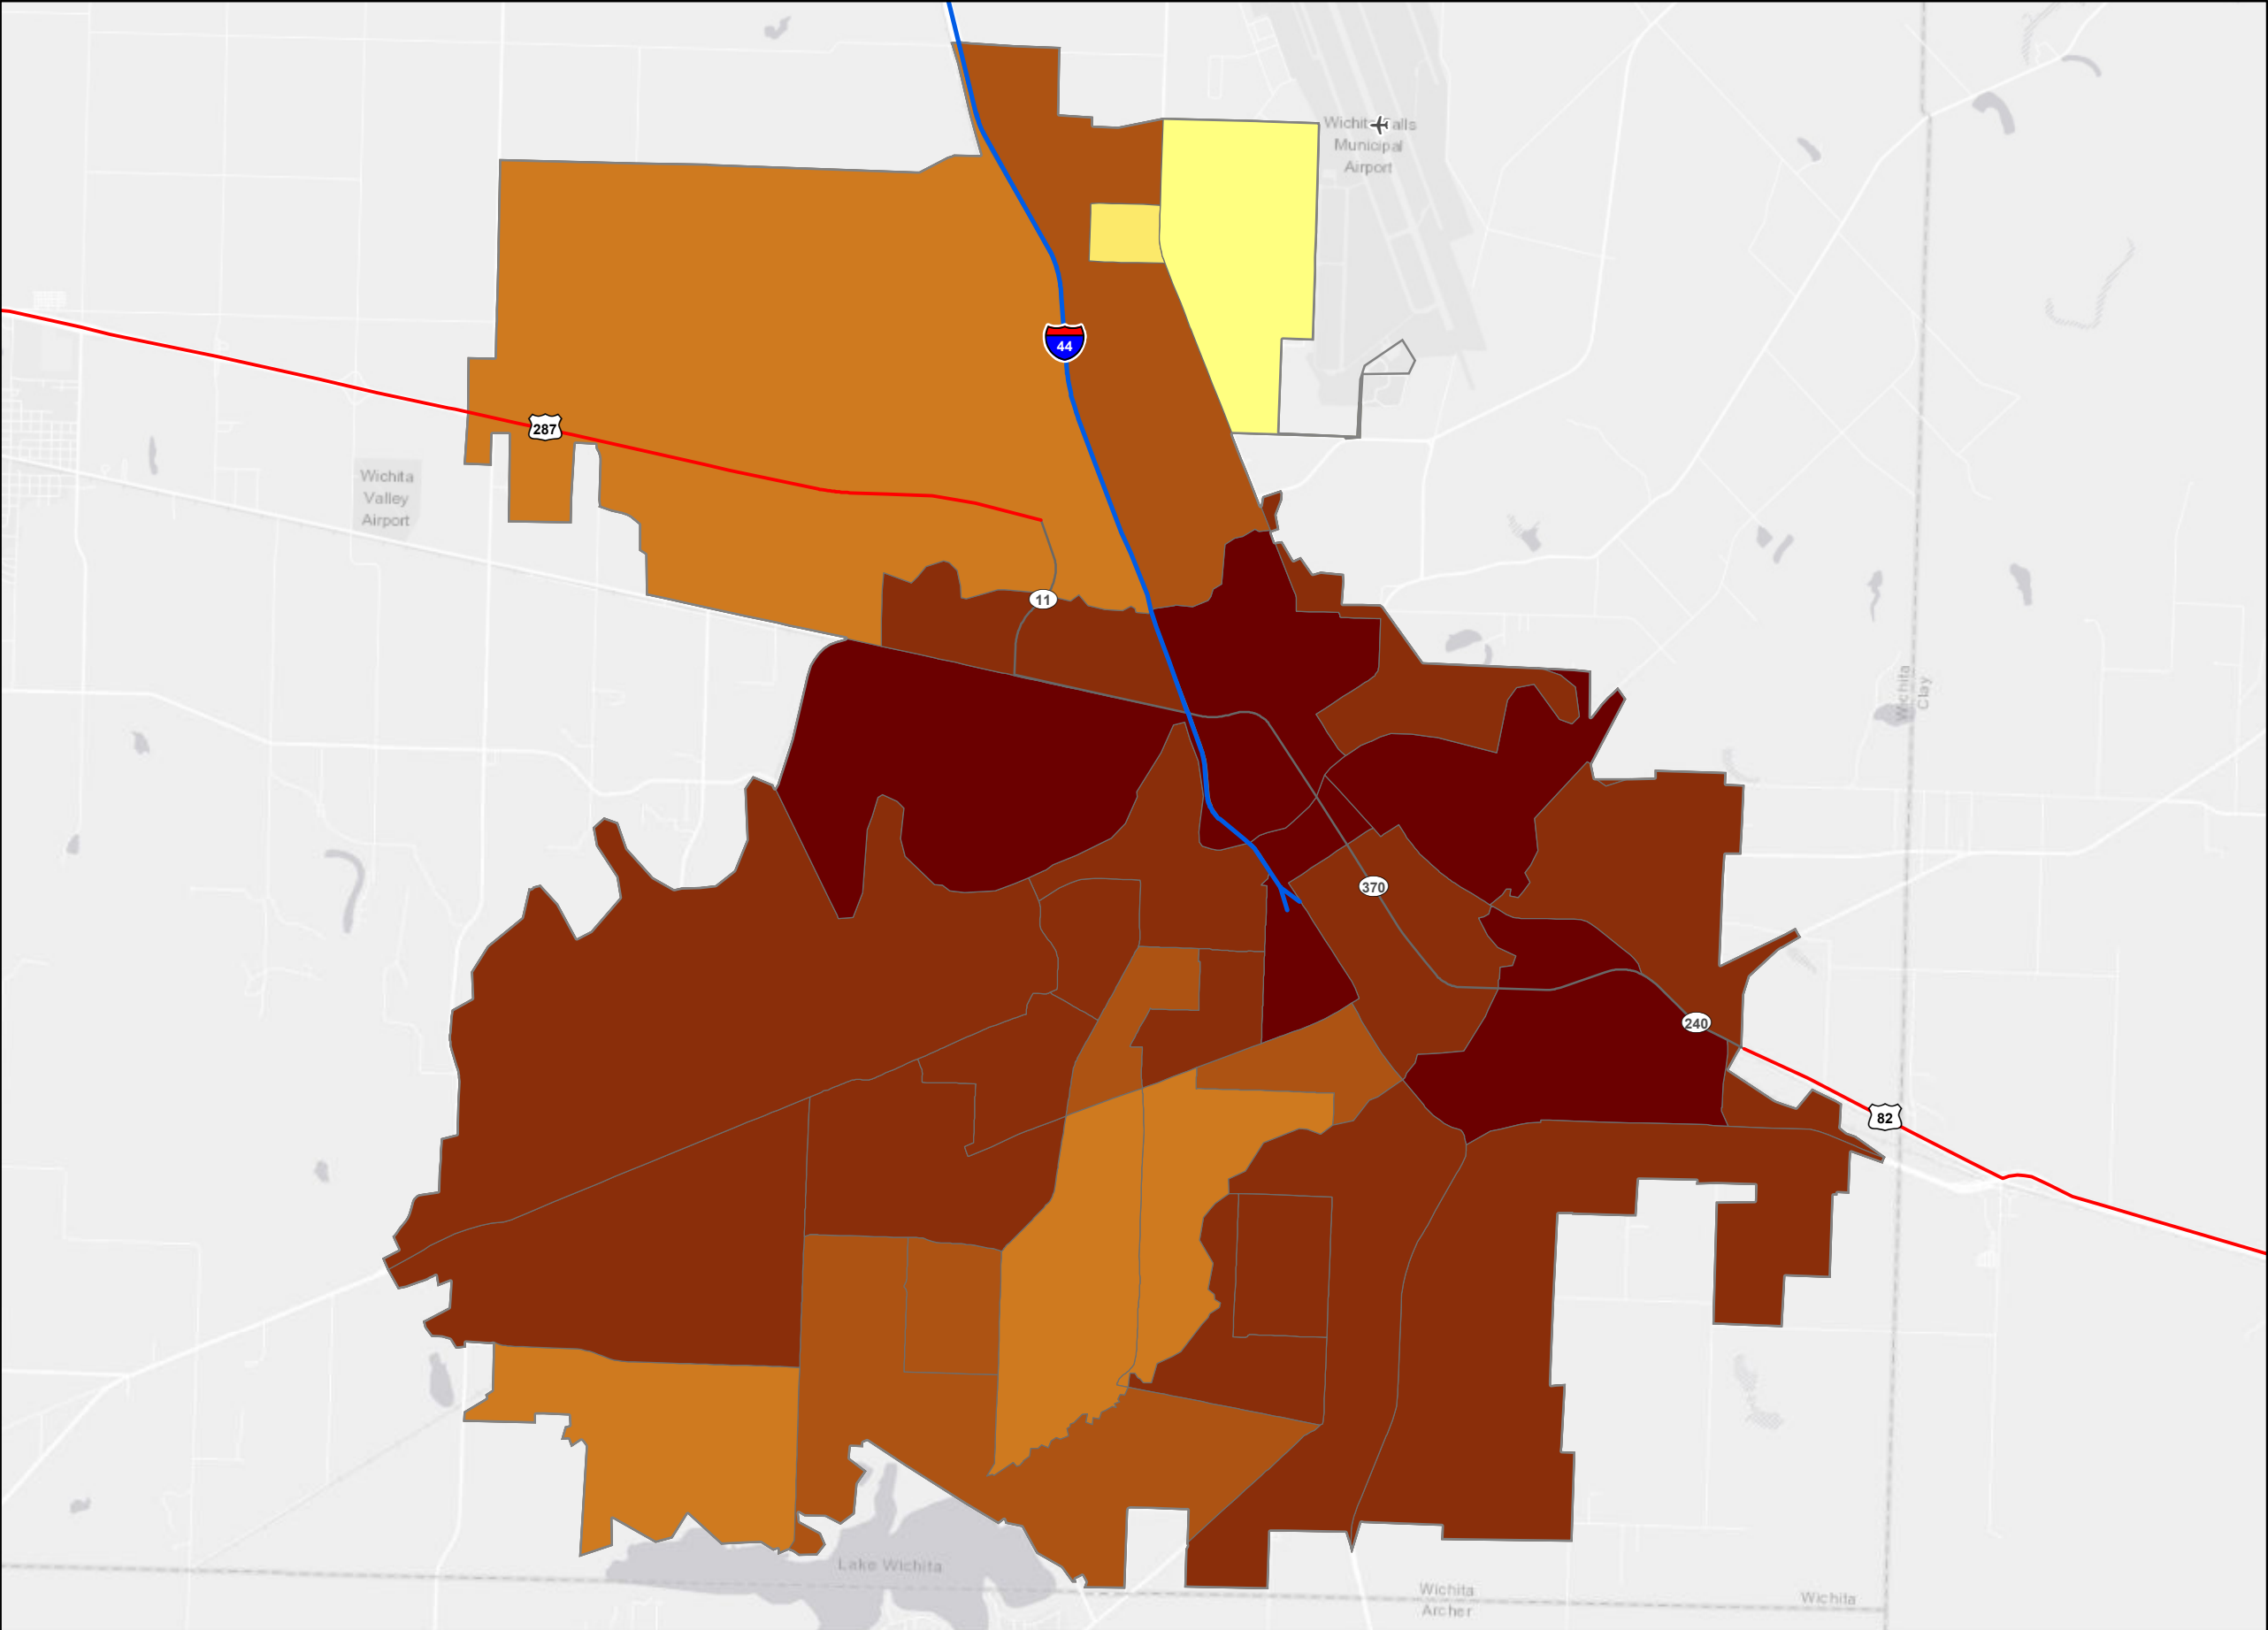 Wichita Falls
Municipal
Airport
44
287
Wichita
Valley
Airport
11
Wichita
Clay
370
240
82
Lake Wichita
Wichita
Archer
Wichita